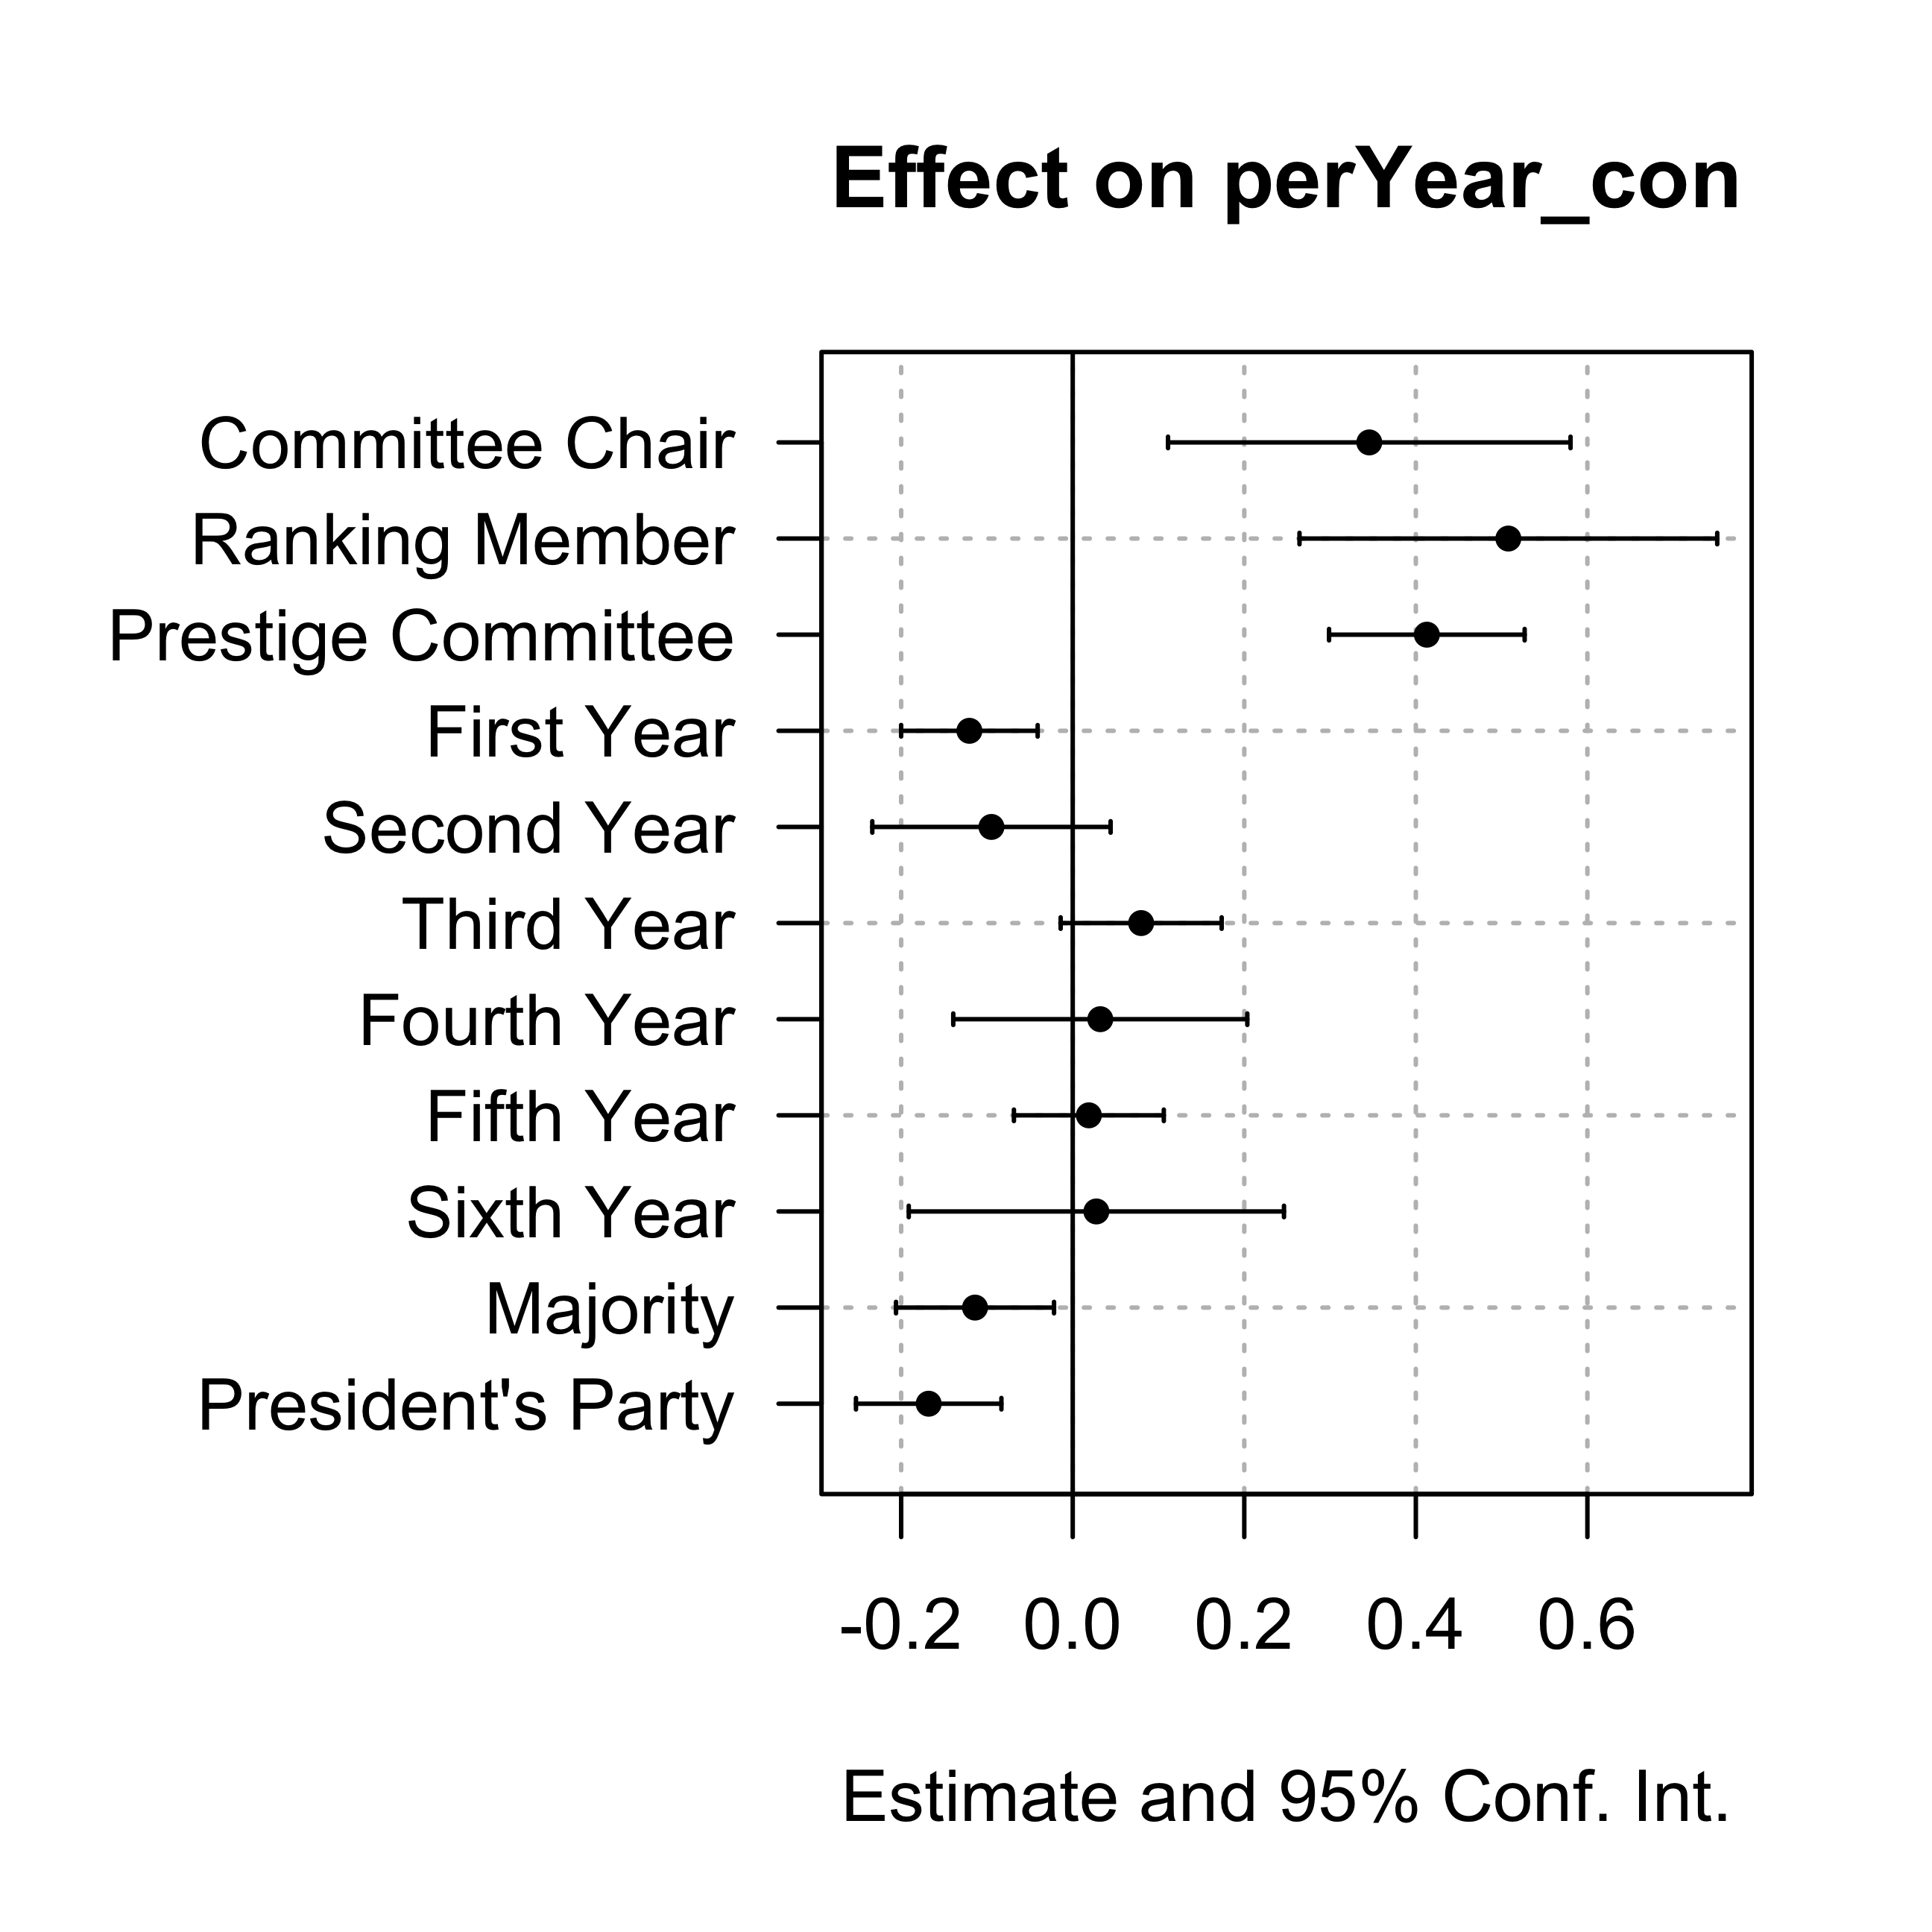 Effect on perYear_con
Committee Chair
Ranking Member
Prestige Committee
First Year
Second Year
Third Year
Fourth Year
Fifth Year
Sixth Year
Majority
President's Party
-0.2 0.0 0.2 0.4 0.6
Estimate and 95% Conf. Int.